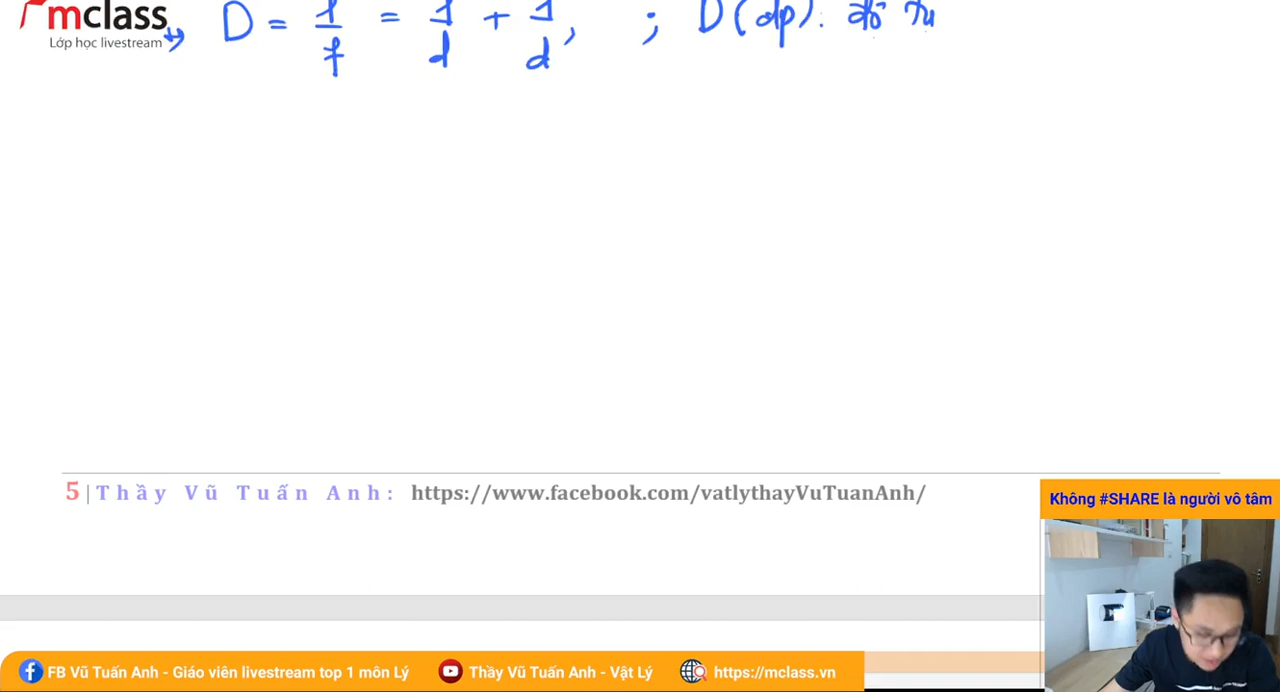 mclass
Lớp học livestream
D = 1/f = 1/d + 1/d' ; D (dp): độ tụ
5 | Thầy Vũ Tuấn Anh: https://www.facebook.com/vatlythayVuTuanAnh/
Không #SHARE là người vô tâm
FB Vũ Tuấn Anh - Giáo viên livestream top 1 môn Lý
Thầy Vũ Tuấn Anh - Vật Lý
https://mclass.vn